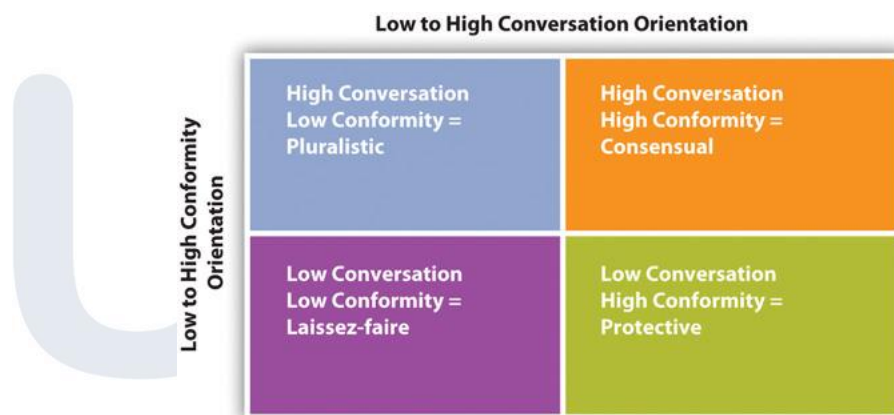 Low to High Conversation Orientation
Low to High Conformity
Orientation
High Conversation
Low Conformity =
Pluralistic
High Conversation
High Conformity =
Consensual
Low Conversation
Low Conformity =
Laissez-faire
Low Conversation
High Conformity =
Protective